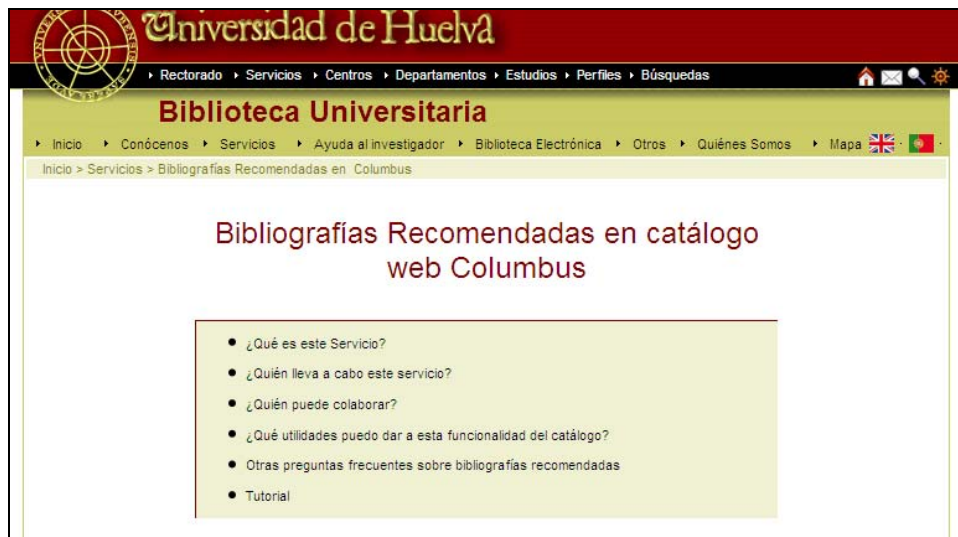 Universidad de Huelva
Rectorado Servicios Centros Departamentos Estudios Perfiles Búsquedas
Biblioteca Universitaria
Inicio Conócenos Servicios Ayuda al investigador Biblioteca Electrónica Otros Quiénes Somos Mapa
Inicio > Servicios > Bibliografías Recomendadas en Columbus
Bibliografías Recomendadas en catálogo
web Columbus
¿Qué es este Servicio?
¿Quién lleva a cabo este servicio?
¿Quién puede colaborar?
¿Qué utilidades puedo dar a esta funcionalidad del catálogo?
Otras preguntas frecuentes sobre bibliografías recomendadas
Tutorial